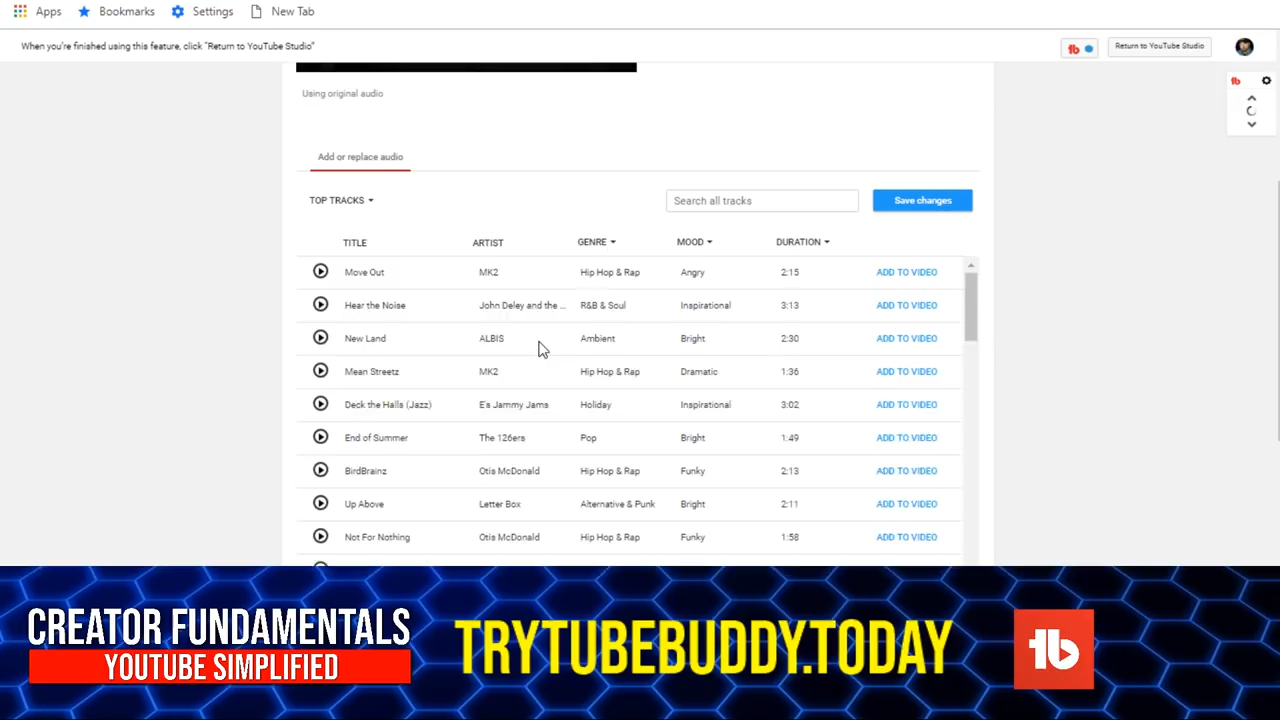 Apps Bookmarks Settings New Tab
When you're finished using this feature, click "Return to YouTube Studio" tb Return to YouTube Studio
tb
Using original audio
Add or replace audio
TOP TRACKS Search all tracks Save changes
TITLE ARTIST GENRE MOOD DURATION
Move Out MK2 Hip Hop & Rap Angry 2:15 ADD TO VIDEO
Hear the Noise John Deley and the ... R&B & Soul Inspirational 3:13 ADD TO VIDEO
New Land ALBIS Ambient Bright 2:30 ADD TO VIDEO
Mean Streetz MK2 Hip Hop & Rap Dramatic 1:36 ADD TO VIDEO
Deck the Halls (Jazz) E's Jammy Jams Holiday Inspirational 3:02 ADD TO VIDEO
End of Summer The 126ers Pop Bright 1:49 ADD TO VIDEO
BirdBrainz Otis McDonald Hip Hop & Rap Funky 2:13 ADD TO VIDEO
Up Above Letter Box Alternative & Punk Bright 2:11 ADD TO VIDEO
Not For Nothing Otis McDonald Hip Hop & Rap Funky 1:58 ADD TO VIDEO
CREATOR FUNDAMENTALS
YOUTUBE SIMPLIFIED
TRYTUBEBUDDY.TODAY
tb